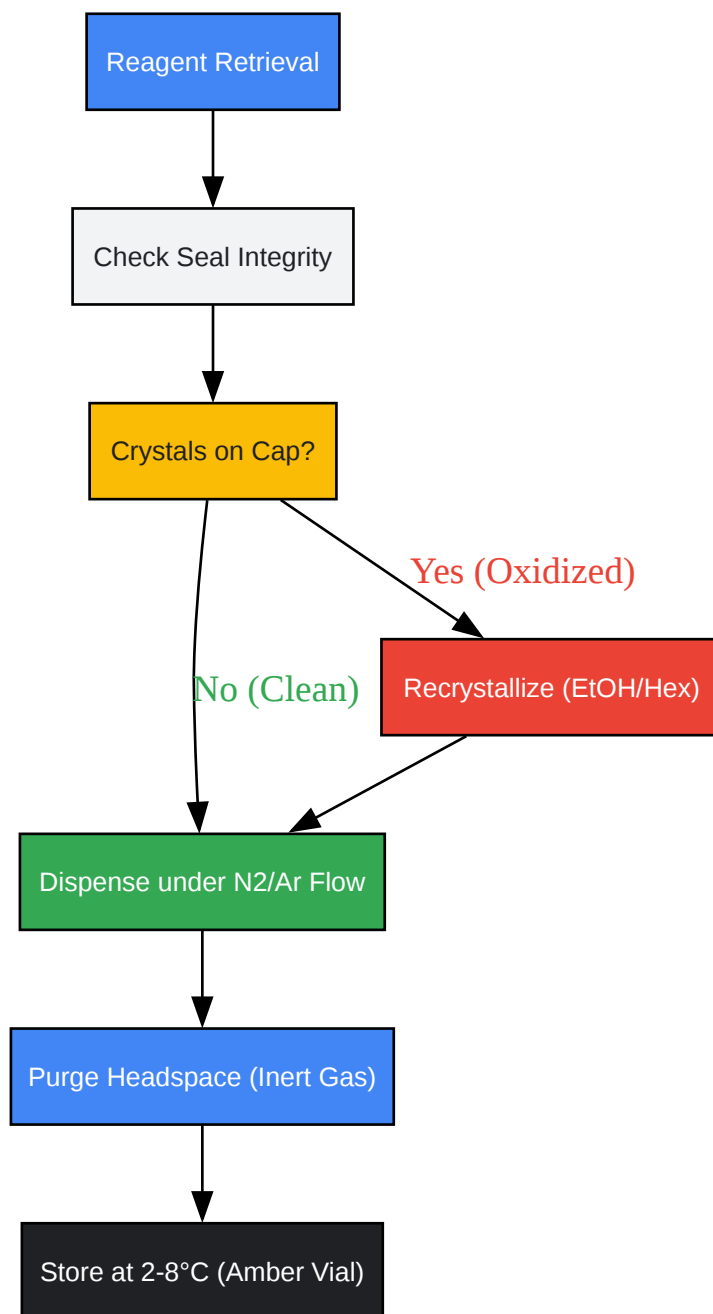 Reagent Retrieval
Check Seal Integrity
Crystals on Cap?
Yes (Oxidized)
No (Clean)
Recrystallize (EtOH/Hex)
Dispense under N2/Ar Flow
Purge Headspace (Inert Gas)
Store at 2-8°C (Amber Vial)